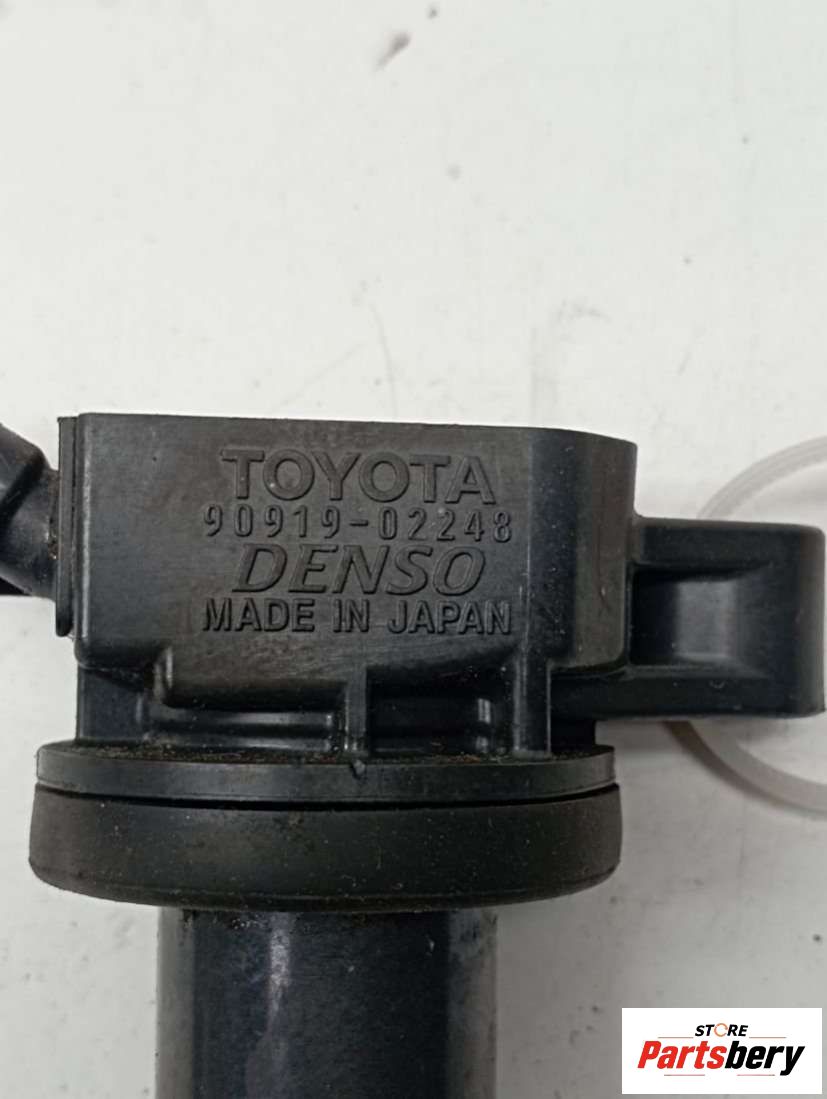 TOYOTA
90919-02248
DENSO
MADE IN JAPAN
STORE
Partsbery